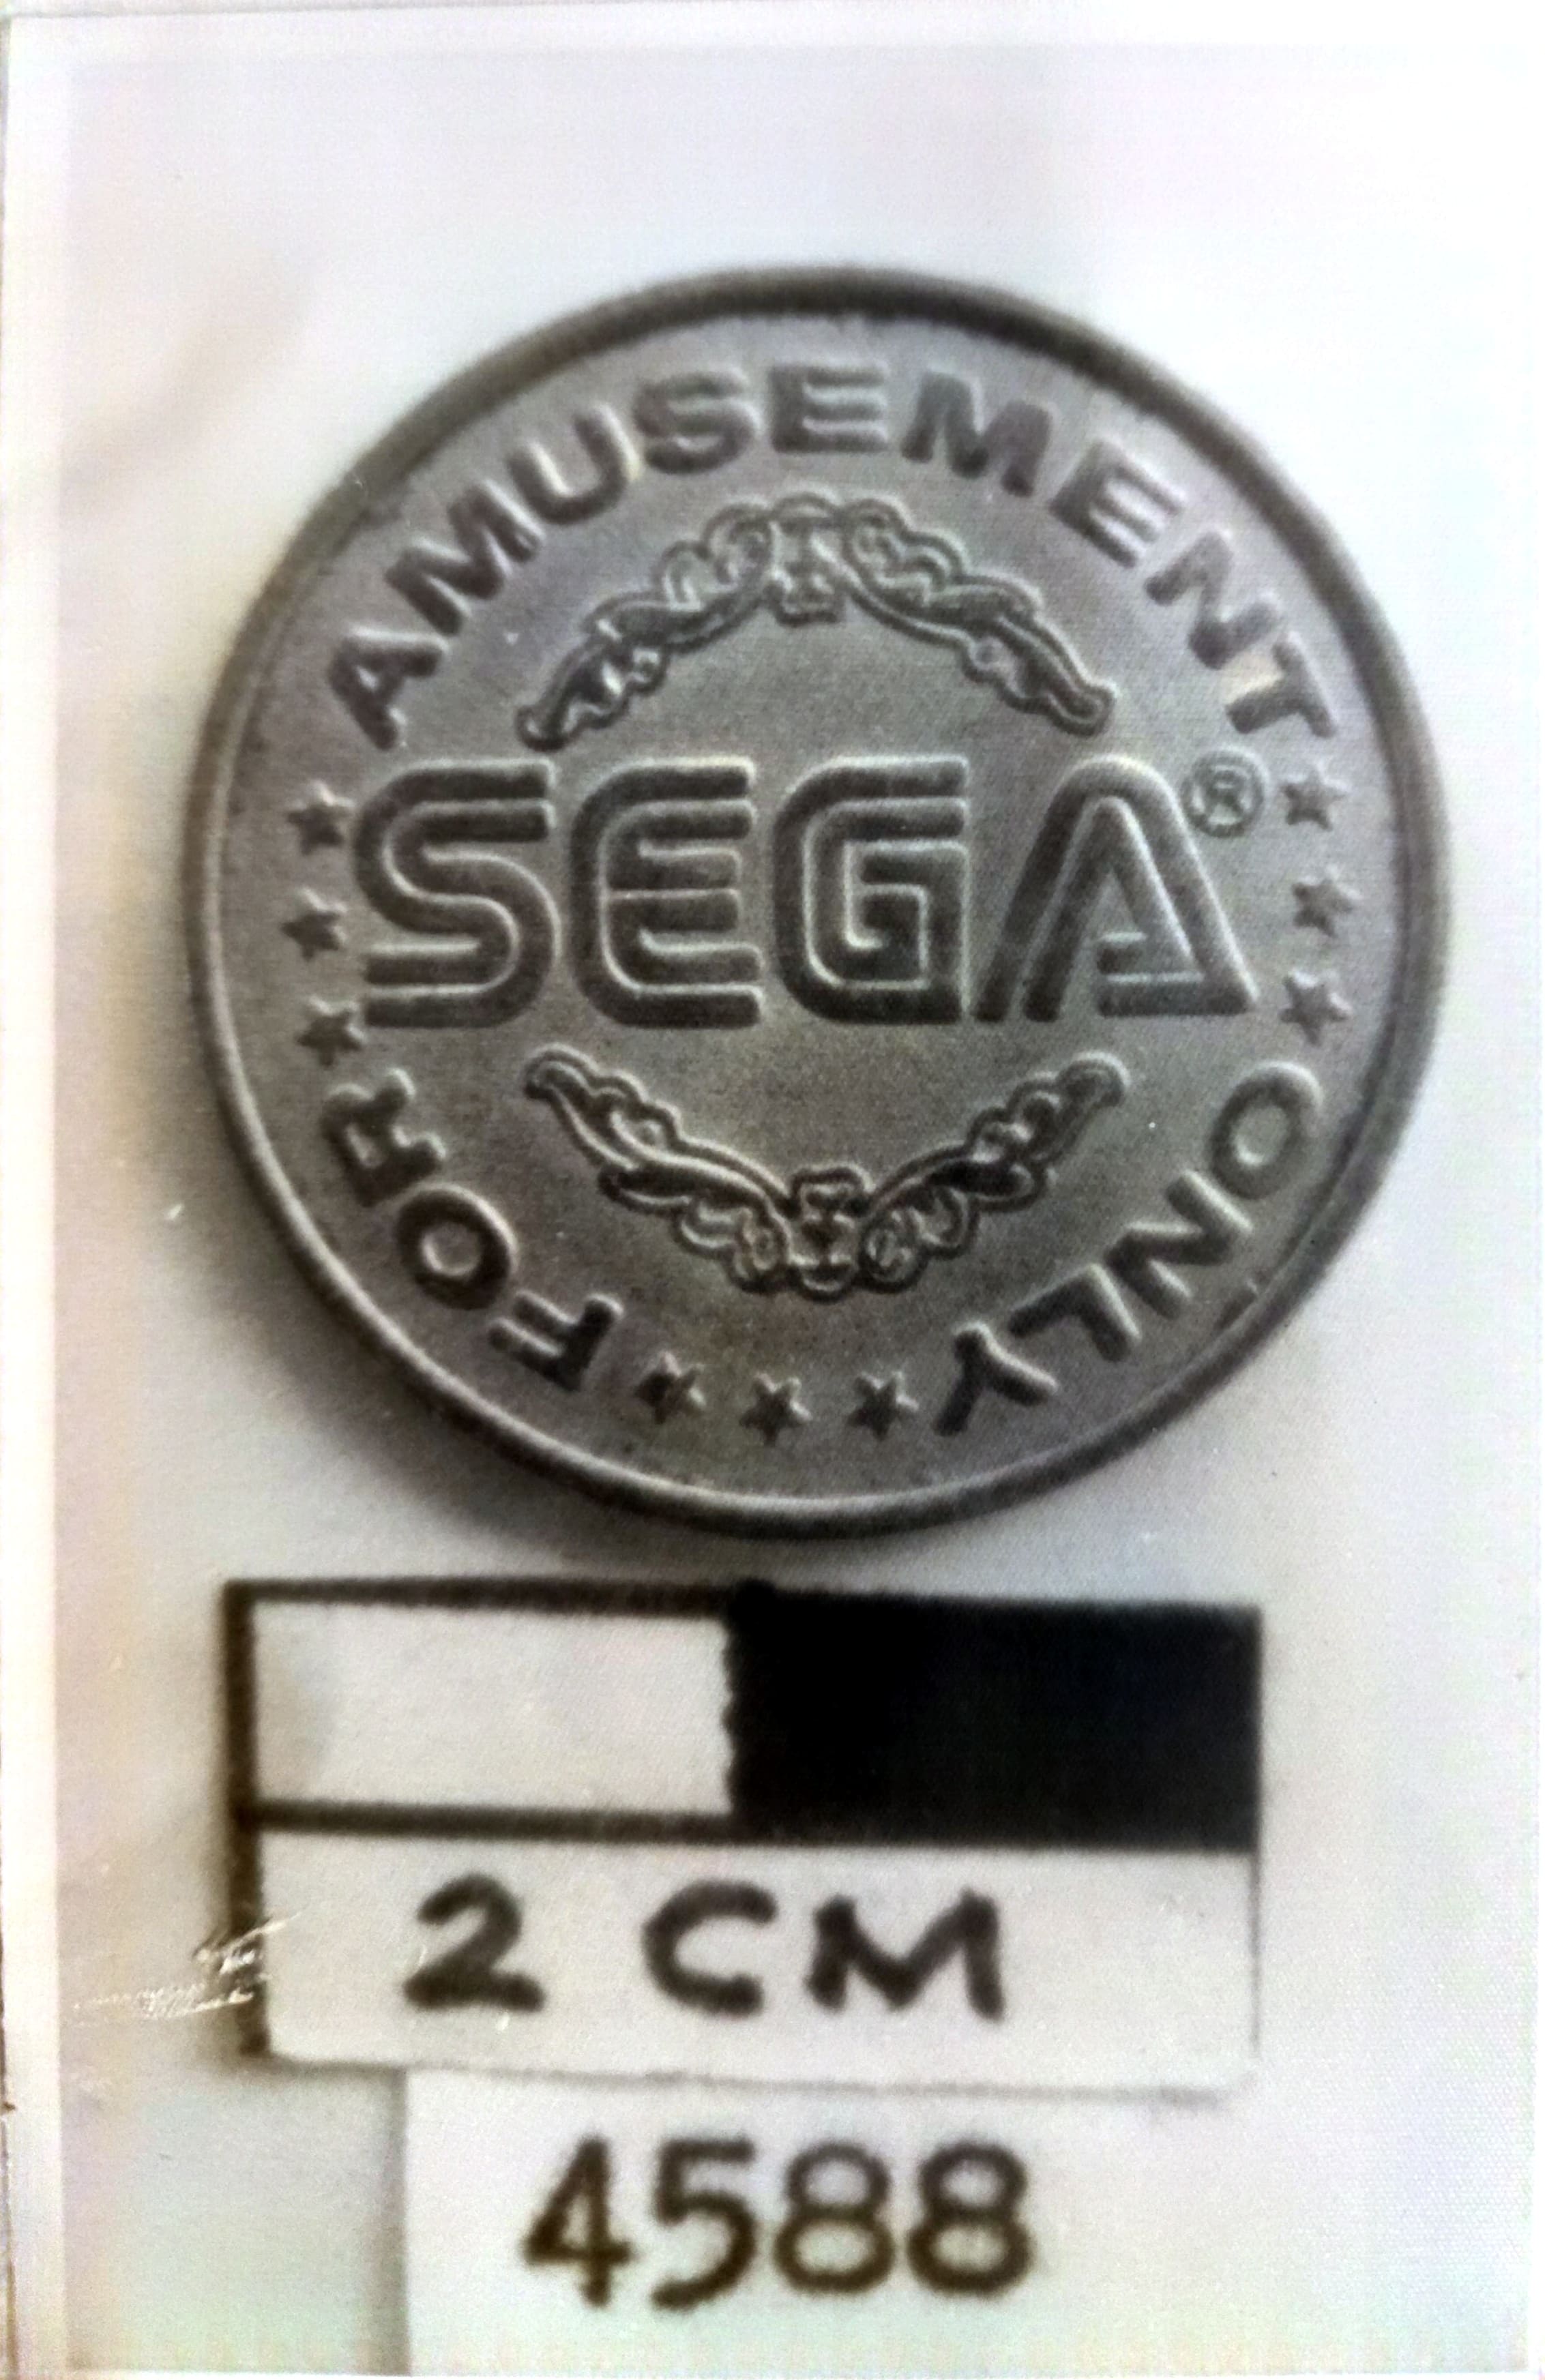 FOR AMUSEMENT ONLY
SEGA®
2 CM
4588